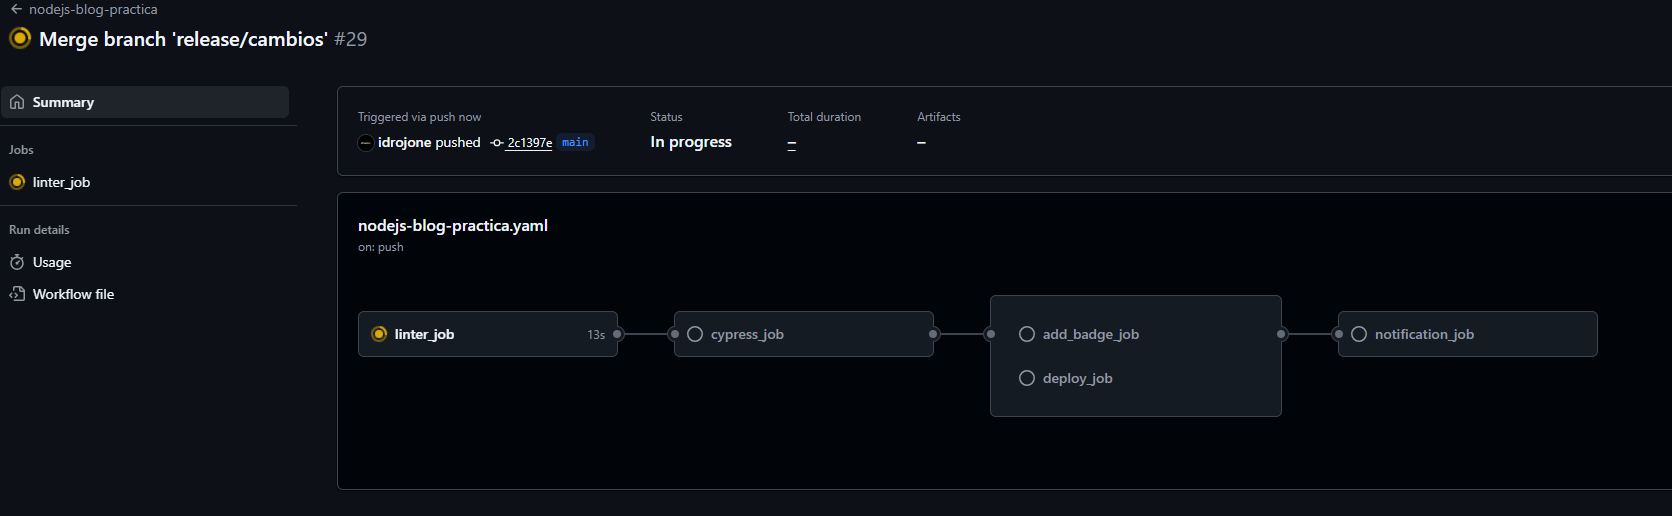 nodejs-blog-practica
Merge branch 'release/cambios' #29
Summary
Jobs
linter_job
Run details
Usage
Workflow file
Triggered via push now
idrojone pushed 2c1397e main
Status
In progress
Total duration
–
Artifacts
–
nodejs-blog-practica.yaml
on: push
linter_job 13s
cypress_job
add_badge_job
deploy_job
notification_job